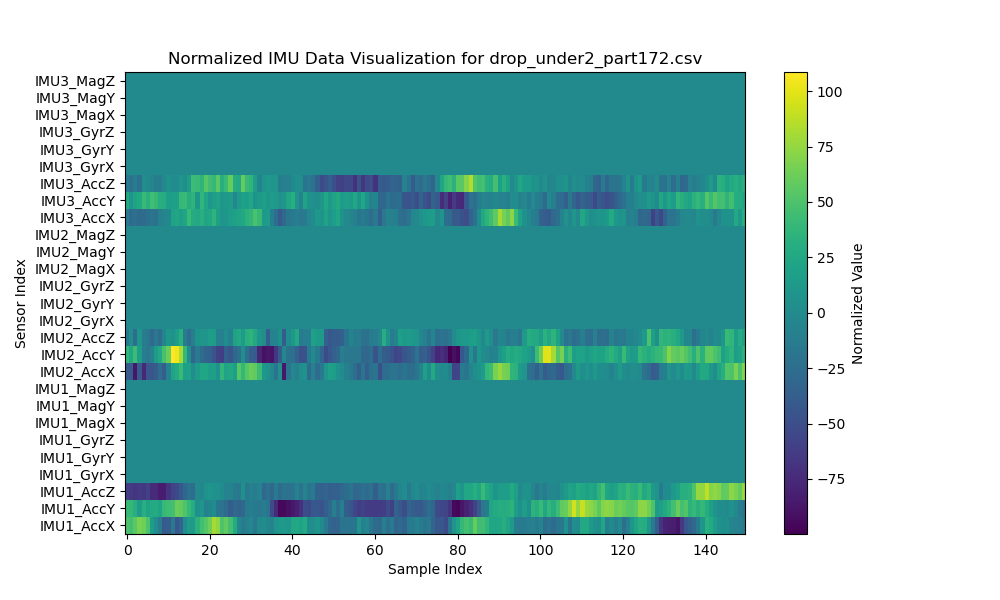 Normalized IMU Data Visualization for drop_under2_part172.csv
IMU3_MagZ
IMU3_MagY
IMU3_MagX
IMU3_GyrZ
IMU3_GyrY
IMU3_GyrX
IMU3_AccZ
IMU3_AccY
IMU3_AccX
IMU2_MagZ
IMU2_MagY
IMU2_MagX
IMU2_GyrZ
IMU2_GyrY
IMU2_GyrX
IMU2_AccZ
IMU2_AccY
IMU2_AccX
IMU1_MagZ
IMU1_MagY
IMU1_MagX
IMU1_GyrZ
IMU1_GyrY
IMU1_GyrX
IMU1_AccZ
IMU1_AccY
IMU1_AccX
Sensor Index
0 20 40 60 80 100 120 140
Sample Index
100
75
50
25
0
−25
−50
−75
Normalized Value